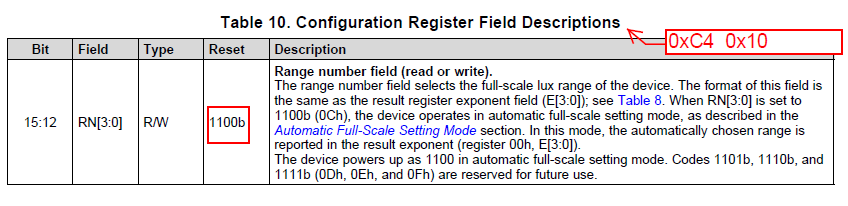 Table 10. Configuration Register Field Descriptions
0xC4 0x10
Bit Field Type Reset Description
15:12 RN[3:0] R/W 1100b
Range number field (read or write).
The range number field selects the full-scale lux range of the device. The format of this field is
the same as the result register exponent field (E[3:0]); see Table 8. When RN[3:0] is set to
1100b (0Ch), the device operates in automatic full-scale setting mode, as described in the
Automatic Full-Scale Setting Mode section. In this mode, the automatically chosen range is
reported in the result exponent (register 00h, E[3:0]).
The device powers up as 1100 in automatic full-scale setting mode. Codes 1101b, 1110b, and
1111b (0Dh, 0Eh, and 0Fh) are reserved for future use.